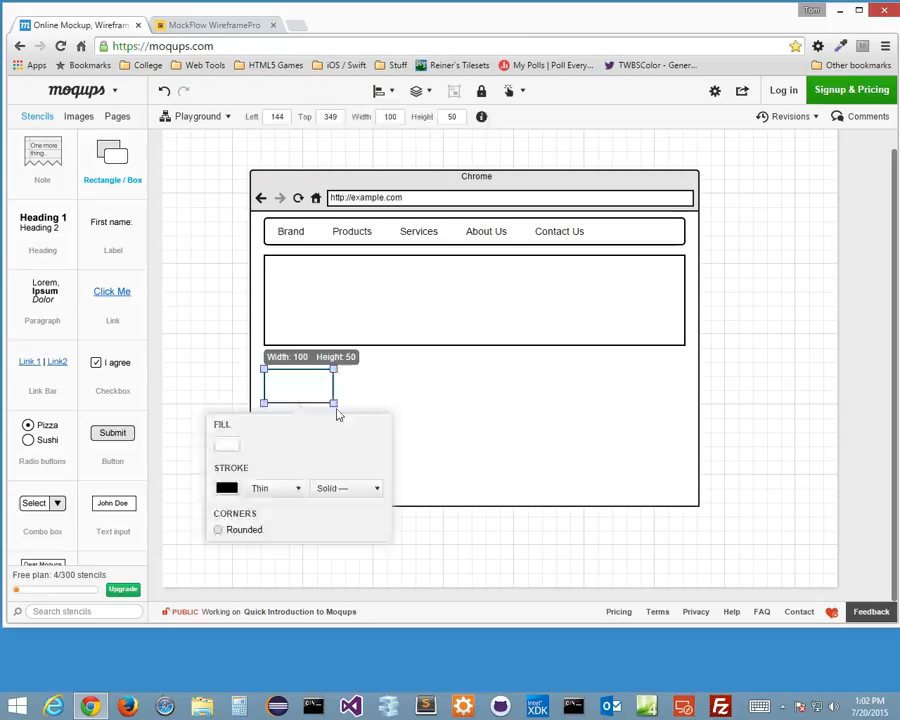 Tom
Online Mockup, Wirefram
MockFlow WireframePro
https://moqups.com
Apps
Bookmarks
College
Web Tools
HTML5 Games
iOS / Swift
Stuff
Reiner's Tilesets
My Polls | Poll Every...
TWBSColor - Gener...
Other bookmarks
moqups
Log in
Signup & Pricing
Stencils
Images
Pages
Playground
Left
144
Top
349
Width
100
Height
50
Revisions
Comments
One more
thing.
Note
Rectangle / Box
Heading 1
Heading 2
Heading
First name:
Label
Lorem,
Ipsum
Dolor
Paragraph
Click Me
Link
Link 1 | Link2
Link Bar
I agree
Checkbox
Pizza
Sushi
Radio buttons
Submit
Button
Select
Combo box
John Doe
Text input
Dear Moqups
Free plan: 4/300 stencils
Upgrade
Search stencils
Chrome
http://example.com
Brand
Products
Services
About Us
Contact Us
Width: 100 Height: 50
FILL
STROKE
Thin
Solid —
CORNERS
Rounded
PUBLIC Working on Quick Introduction to Moqups
Pricing
Terms
Privacy
Help
FAQ
Contact
Feedback
intel
XDK
1:02 PM
7/20/2015